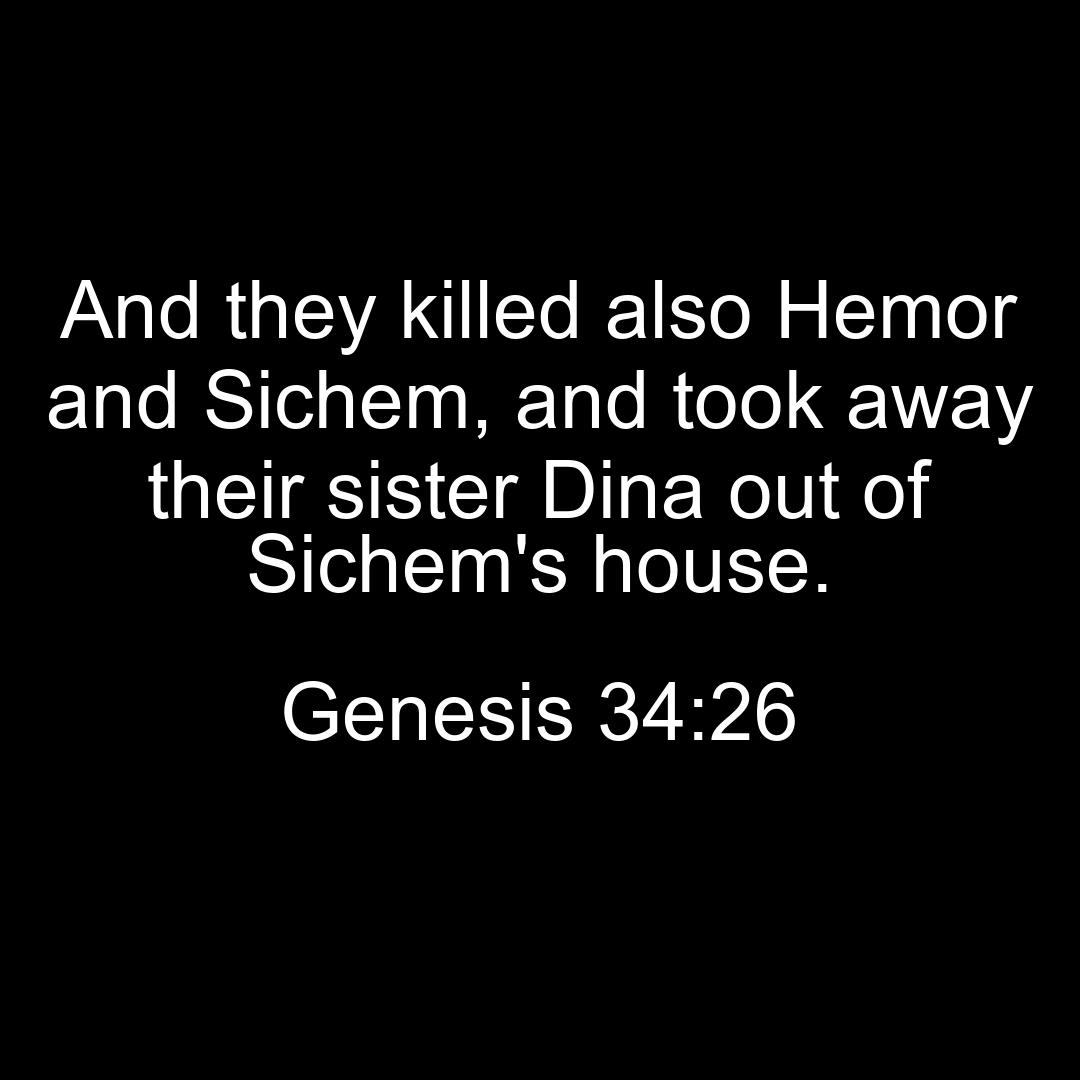 And they killed also Hemor
and Sichem, and took away
their sister Dina out of
Sichem's house.
Genesis 34:26